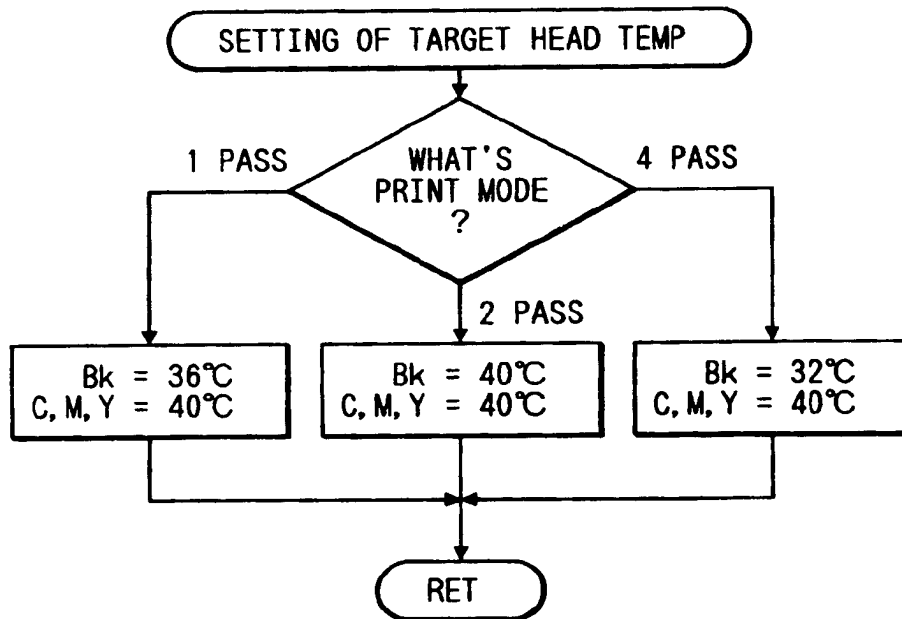 SETTING OF TARGET HEAD TEMP
1 PASS
WHAT'S
PRINT MODE
?
4 PASS
2 PASS
Bk = 36℃
C, M, Y = 40℃
Bk = 40℃
C, M, Y = 40℃
Bk = 32℃
C, M, Y = 40℃
RET